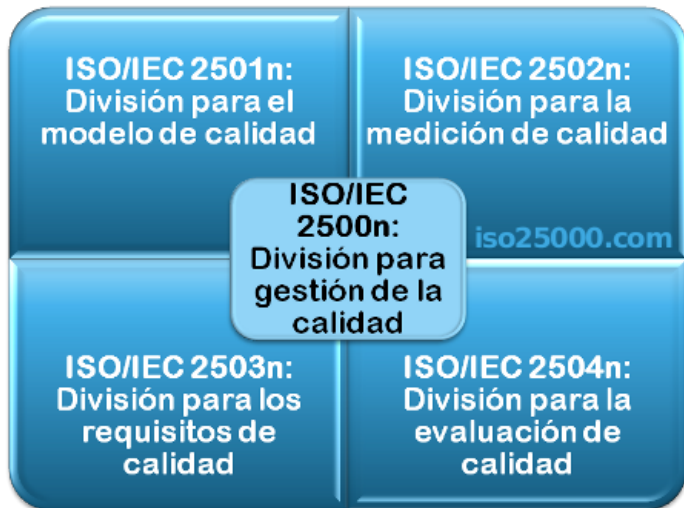 ISO/IEC 2501n:
División para el
modelo de calidad
ISO/IEC 2502n:
División para la
medición de calidad
ISO/IEC
2500n:
División para
gestión de la
calidad
iso25000.com
ISO/IEC 2503n:
División para los
requisitos de
calidad
ISO/IEC 2504n:
División para la
evaluación de
calidad